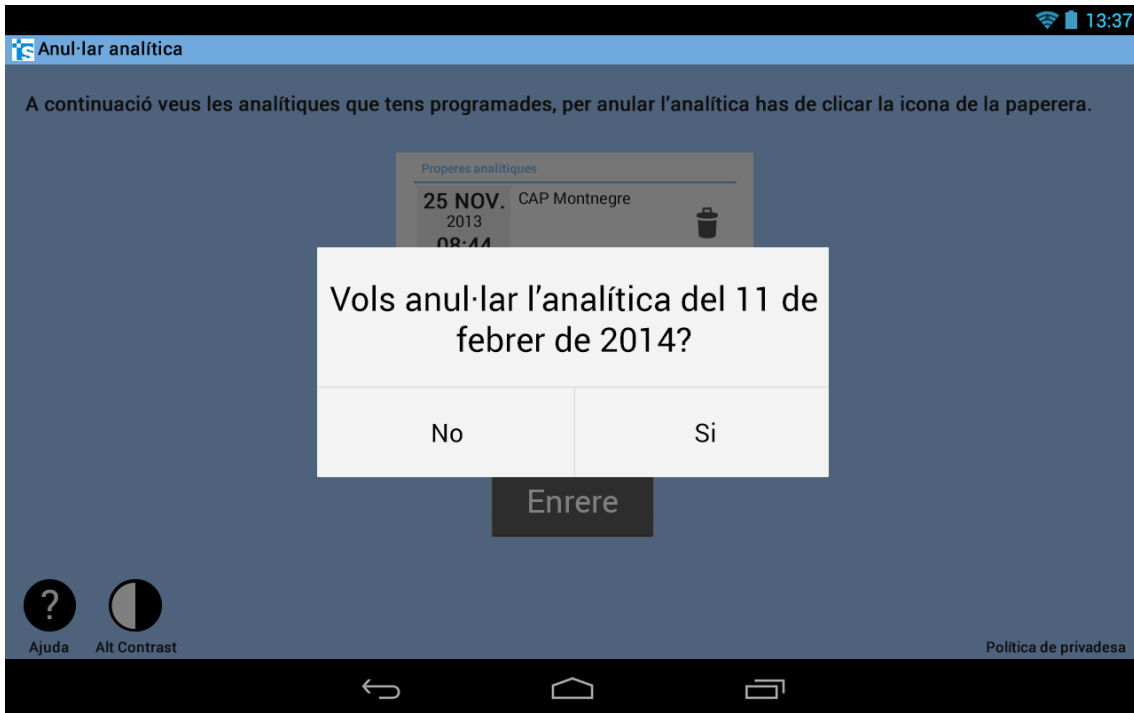 13:37
Anul·lar analítica
A continuació veus les analítiques que tens programades, per anular l'analítica has de clicar la icona de la paperera.
Properes analítiques
25 NOV. CAP Montnegre
2013
08:44
Vols anul·lar l'analítica del 11 de
febrer de 2014?
No Si
Enrere
?
Ajuda Alt Contrast
Política de privadesa